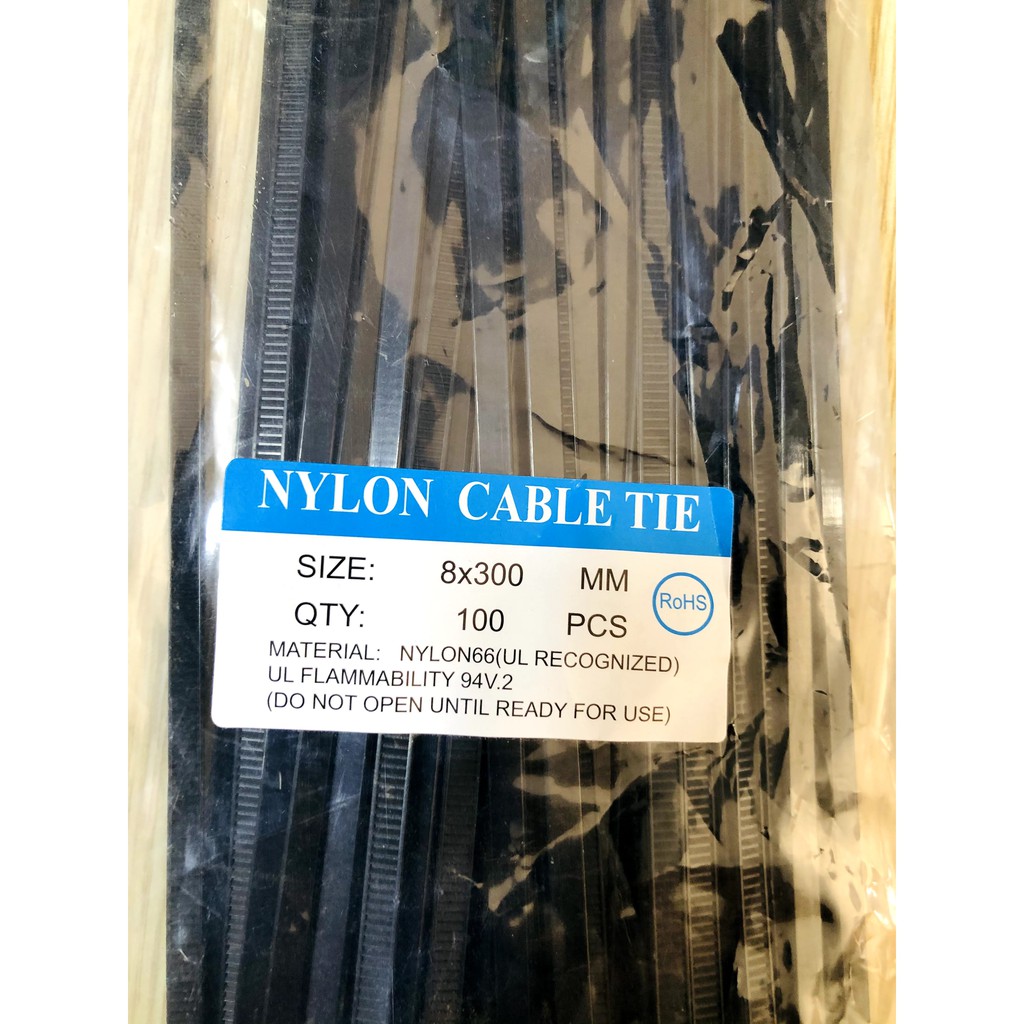 NYLON CABLE TIE
SIZE: 8x300 MM
QTY: 100 PCS
RoHS
MATERIAL: NYLON66(UL RECOGNIZED)
UL FLAMMABILITY 94V.2
(DO NOT OPEN UNTIL READY FOR USE)